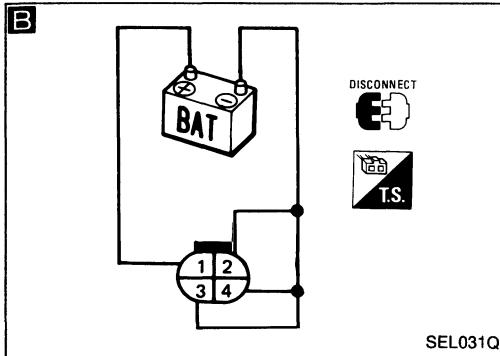 B
DISCONNECT
+ −
BAT
T.S.
1 2
3 4
SEL031Q